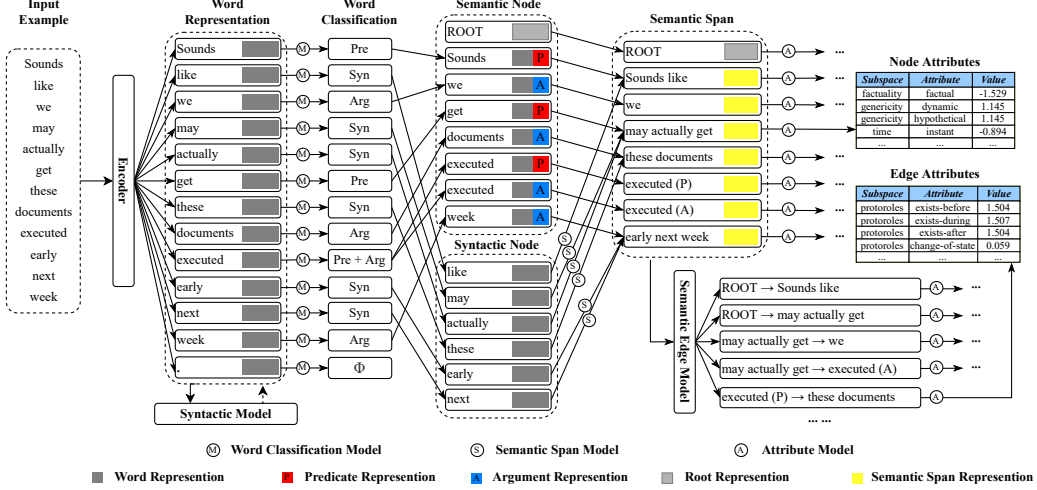 Input
Example
Sounds
like
we
may
actually
get
these
documents
executed
early
next
week
Encoder
Word
Representation
Sounds
like
we
may
actually
get
these
documents
executed
early
next
week
.
Syntactic Model
M
M
M
M
M
M
M
M
M
M
M
M
M
Word
Classification
Pre
Syn
Arg
Syn
Syn
Pre
Syn
Arg
Pre + Arg
Syn
Syn
Arg
Φ
Semantic Node
ROOT
Sounds P
we A
get P
documents A
executed P
executed A
week A
Syntactic Node
like
may
actually
these
early
next
S
S
S
S
S
S
Semantic Span
ROOT
Sounds like
we
may actually get
these documents
executed (P)
executed (A)
early next week
A ...
A ...
A ...
A
A ...
A ...
A ...
A ...
Node Attributes
Subspace Attribute Value
factuality factual -1.529
genericity dynamic 1.145
genericity hypothetical 1.145
time instant -0.894
... ... ...
Edge Attributes
Subspace Attribute Value
protoroles exists-before 1.504
protoroles exists-during 1.507
protoroles exists-after 1.504
protoroles change-of-state 0.059
... ... ...
Semantic Edge Model
ROOT → Sounds like A ...
ROOT → may actually get A ...
may actually get → we A ...
may actually get → executed (A) A ...
executed (P) → these documents A
... ...
M Word Classification Model
S Semantic Span Model
A Attribute Model
Word Represention
P Predicate Represention
A Argument Represention
Root Represention
Semantic Span Represention